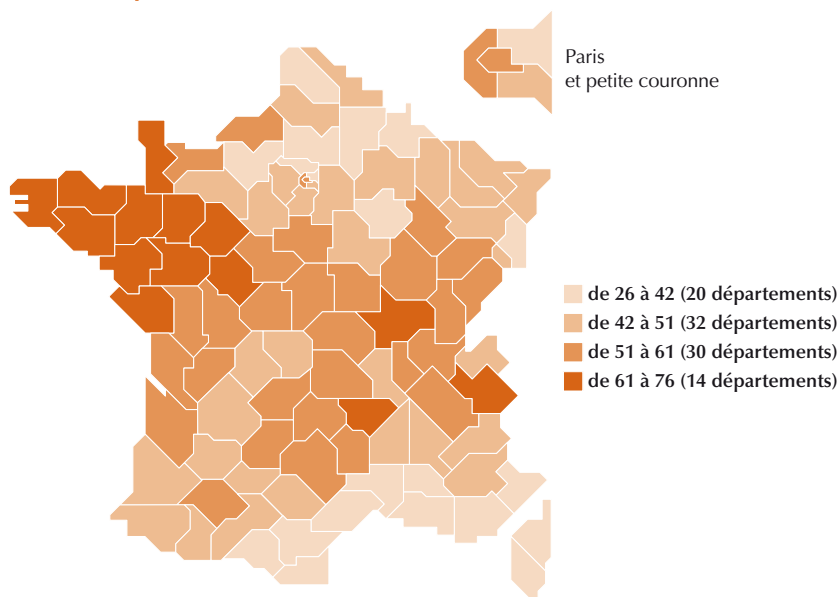 Paris
et petite couronne
de 26 à 42 (20 départements)
de 42 à 51 (32 départements)
de 51 à 61 (30 départements)
de 61 à 76 (14 départements)